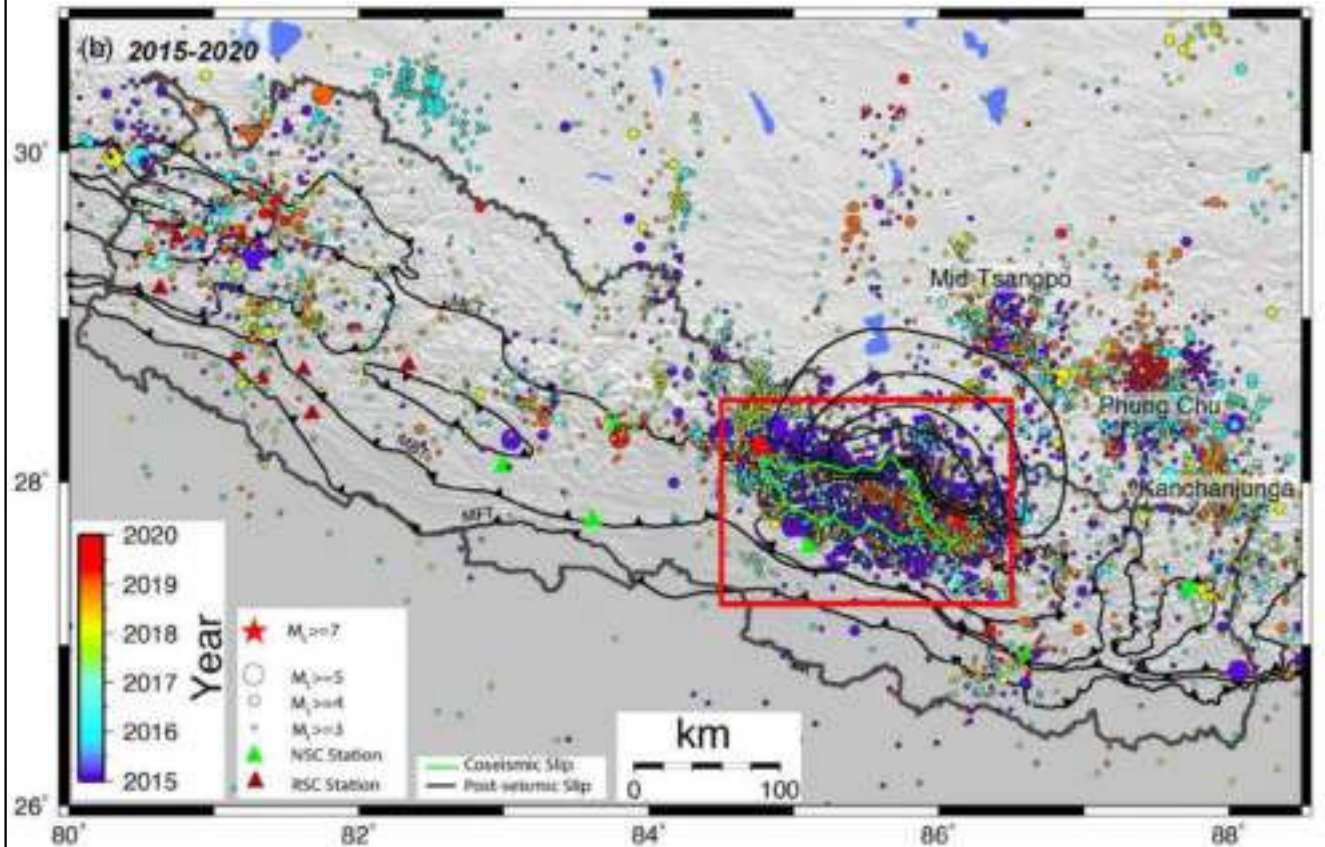 (b) 2015-2020
30°
28°
26°
80°
82°
84°
86°
88°
Mid Tsangpo
Phung Chu
Kanchanjunga
MCT
MBT
MFT
2020
2019
2018
2017
2016
2015
Year
ML>=7
ML>=5
ML>=4
ML>=3
NSC Station
RSC Station
Coseismic Slip
Post-seismic Slip
km
0 100